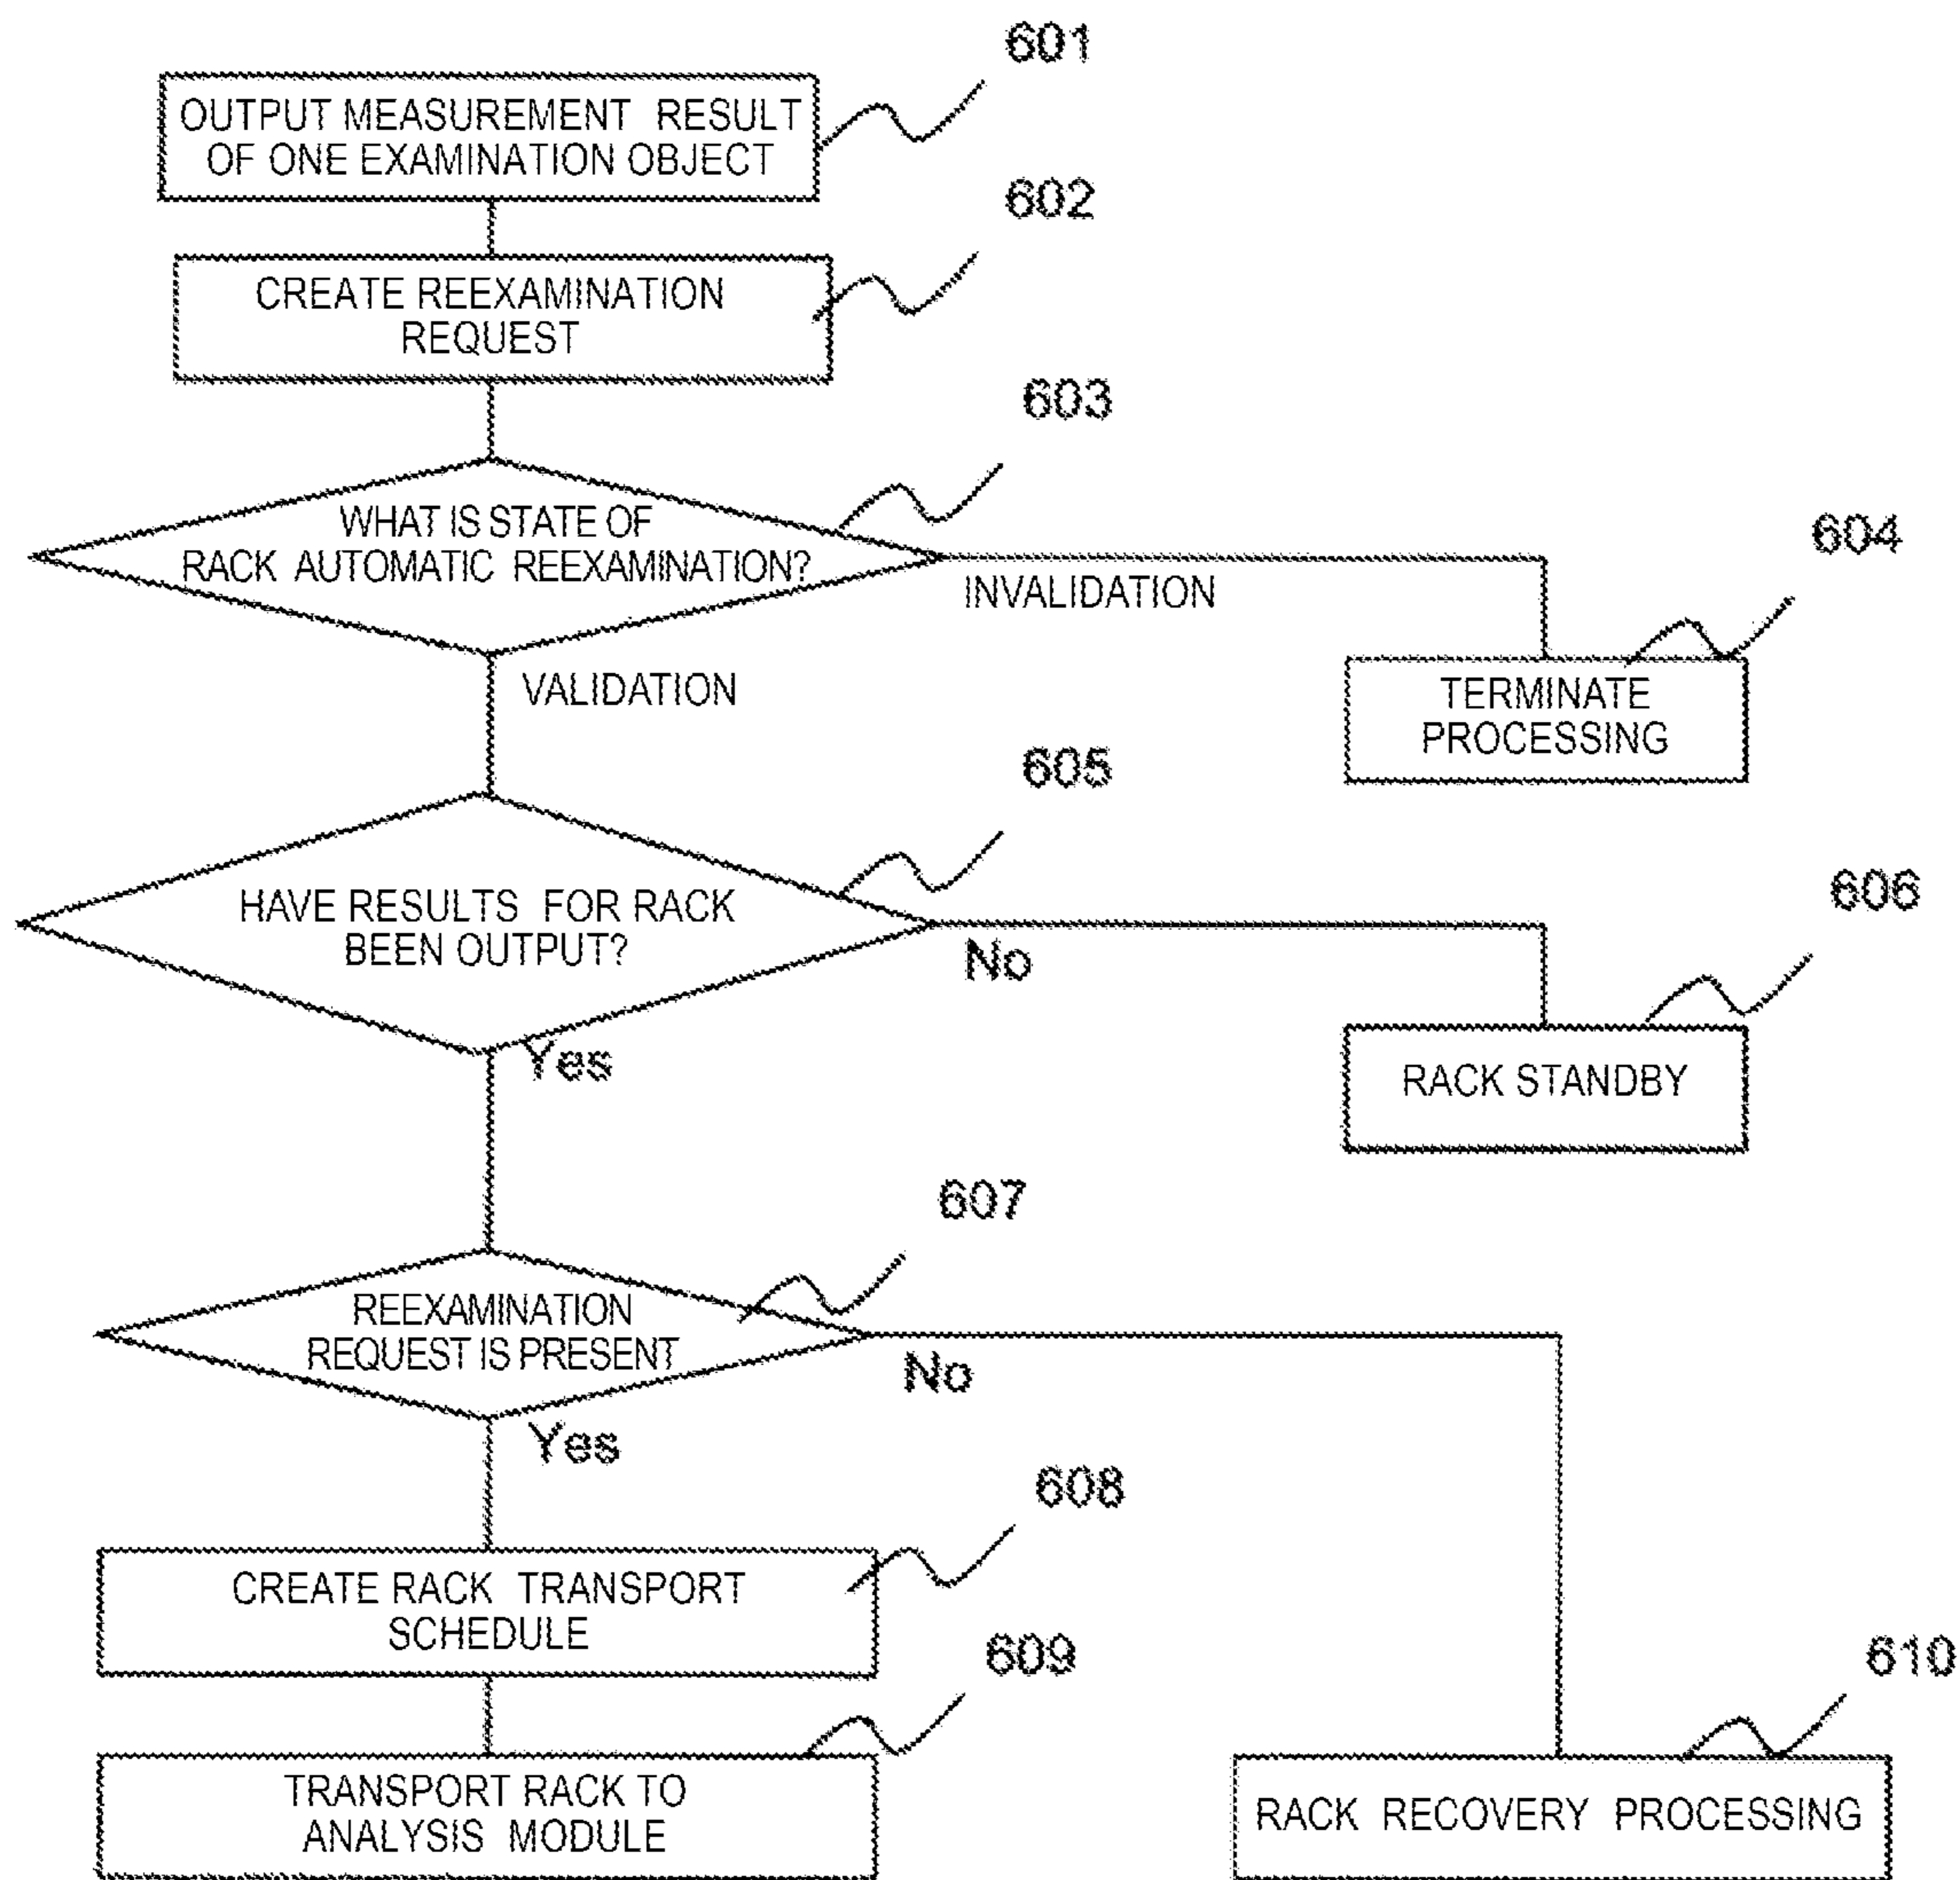 601
OUTPUT MEASUREMENT RESULT
OF ONE EXAMINATION OBJECT
602
CREATE REEXAMINATION
REQUEST
603
WHAT IS STATE OF
RACK AUTOMATIC REEXAMINATION?
INVALIDATION
604
TERMINATE
PROCESSING
VALIDATION
605
HAVE RESULTS FOR RACK
BEEN OUTPUT?
No
606
RACK STANDBY
Yes
607
REEXAMINATION
REQUEST IS PRESENT
No
Yes
608
CREATE RACK TRANSPORT
SCHEDULE
609
TRANSPORT RACK TO
ANALYSIS MODULE
610
RACK RECOVERY PROCESSING